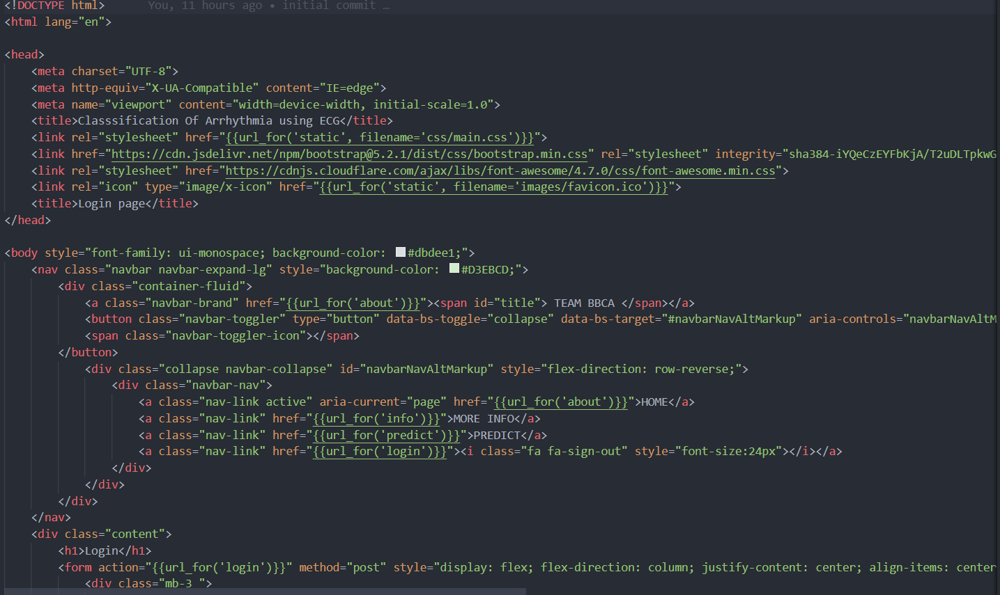 <!DOCTYPE html> You, 11 hours ago • initial commit …
<html lang="en">
<head>
<meta charset="UTF-8">
<meta http-equiv="X-UA-Compatible" content="IE=edge">
<meta name="viewport" content="width=device-width, initial-scale=1.0">
<title>Classsification Of Arrhythmia using ECG</title>
<link rel="stylesheet" href="{{url_for('static', filename='css/main.css')}}">
<link href="https://cdn.jsdelivr.net/npm/bootstrap@5.2.1/dist/css/bootstrap.min.css" rel="stylesheet" integrity="sha384-iYQeCzEYFbKjA/T2uDLTpkwG
<link rel="stylesheet" href="https://cdnjs.cloudflare.com/ajax/libs/font-awesome/4.7.0/css/font-awesome.min.css">
<link rel="icon" type="image/x-icon" href="{{url_for('static', filename='images/favicon.ico')}}">
<title>Login page</title>
</head>
<body style="font-family: ui-monospace; background-color: #dbdee1;">
<nav class="navbar navbar-expand-lg" style="background-color: #D3EBCD;">
<div class="container-fluid">
<a class="navbar-brand" href="{{url_for('about')}}"><span id="title"> TEAM BBCA </span></a>
<button class="navbar-toggler" type="button" data-bs-toggle="collapse" data-bs-target="#navbarNavAltMarkup" aria-controls="navbarNavAltM
<span class="navbar-toggler-icon"></span>
</button>
<div class="collapse navbar-collapse" id="navbarNavAltMarkup" style="flex-direction: row-reverse;">
<div class="navbar-nav">
<a class="nav-link active" aria-current="page" href="{{url_for('about')}}">HOME</a>
<a class="nav-link" href="{{url_for('info')}}">MORE INFO</a>
<a class="nav-link" href="{{url_for('predict')}}">PREDICT</a>
<a class="nav-link" href="{{url_for('login')}}"><i class="fa fa-sign-out" style="font-size:24px"></i></a>
</div>
</div>
</div>
</nav>
<div class="content">
<h1>Login</h1>
<form action="{{url_for('login')}}" method="post" style="display: flex; flex-direction: column; justify-content: center; align-items: center
<div class="mb-3 ">